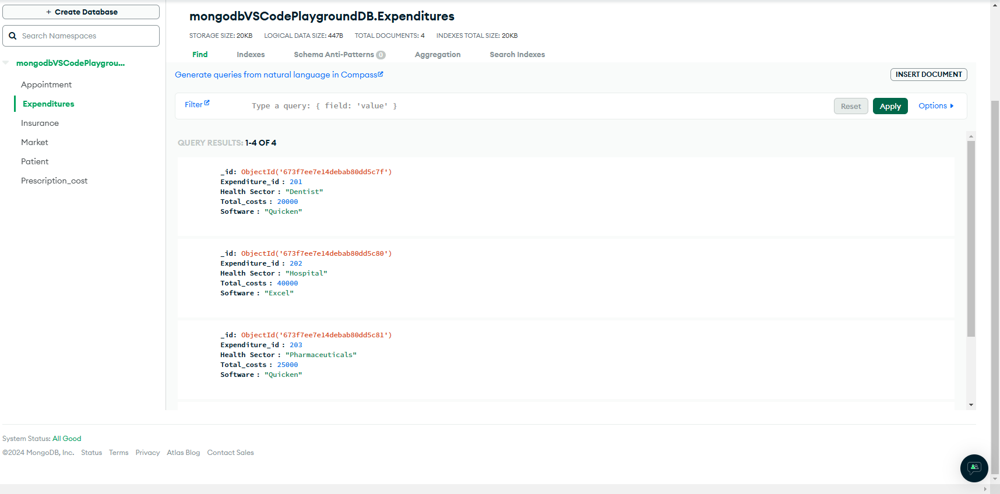 + Create Database
Search Namespaces
mongodbVSCodePlaygrou...
Appointment
Expenditures
Insurance
Market
Patient
Prescription_cost
mongodbVSCodePlaygroundDB.Expenditures
STORAGE SIZE: 20KB LOGICAL DATA SIZE: 447B TOTAL DOCUMENTS: 4 INDEXES TOTAL SIZE: 20KB
Find Indexes Schema Anti-Patterns 0 Aggregation Search Indexes
Generate queries from natural language in Compass
INSERT DOCUMENT
Filter Type a query: { field: 'value' } Reset Apply Options
QUERY RESULTS: 1-4 OF 4
_id: ObjectId('673f7ee7e14debab80dd5c7f')
Expenditure_id : 201
Health Sector : "Dentist"
Total_costs : 20000
Software : "Quicken"
_id: ObjectId('673f7ee7e14debab80dd5c80')
Expenditure_id : 202
Health Sector : "Hospital"
Total_costs : 40000
Software : "Excel"
_id: ObjectId('673f7ee7e14debab80dd5c81')
Expenditure_id : 203
Health Sector : "Pharmaceuticals"
Total_costs : 25000
Software : "Quicken"
System Status: All Good
©2024 MongoDB, Inc. Status Terms Privacy Atlas Blog Contact Sales